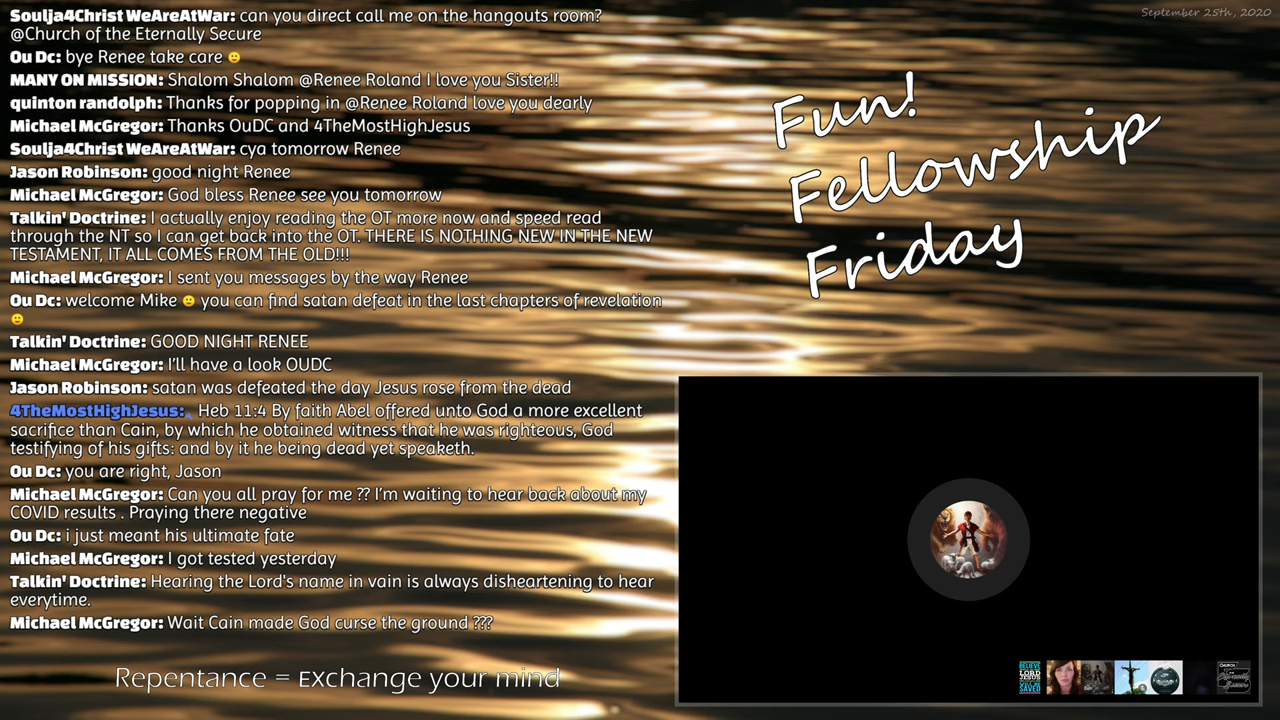 Soulja4Christ WeAreAtWar: can you direct call me on the hangouts room?
@Church of the Eternally Secure
Ou Dc: bye Renee take care 🙂
MANY ON MISSION: Shalom Shalom @Renee Roland I love you Sister!!
quinton randolph: Thanks for popping in @Renee Roland love you dearly
Michael McGregor: Thanks OuDC and 4TheMostHighJesus
Soulja4Christ WeAreAtWar: cya tomorrow Renee
Jason Robinson: good night Renee
Michael McGregor: God bless Renee see you tomorrow
Talkin' Doctrine: I actually enjoy reading the OT more now and speed read
through the NT so I can get back into the OT. THERE IS NOTHING NEW IN THE NEW
TESTAMENT, IT ALL COMES FROM THE OLD!!!
Michael McGregor: I sent you messages by the way Renee
Ou Dc: welcome Mike 🙂 you can find satan defeat in the last chapters of revelation
🙂
Talkin' Doctrine: GOOD NIGHT RENEE
Michael McGregor: I'll have a look OUDC
Jason Robinson: satan was defeated the day Jesus rose from the dead
4TheMostHighJesus: Heb 11:4 By faith Abel offered unto God a more excellent
sacrifice than Cain, by which he obtained witness that he was righteous, God
testifying of his gifts: and by it he being dead yet speaketh.
Ou Dc: you are right, Jason
Michael McGregor: Can you all pray for me ?? I'm waiting to hear back about my
COVID results . Praying there negative
Ou Dc: i just meant his ultimate fate
Michael McGregor: I got tested yesterday
Talkin' Doctrine: Hearing the Lord's name in vain is always disheartening to hear
everytime.
Michael McGregor: Wait Cain made God curse the ground ???
Repentance = Exchange your mind
September 25th, 2020
Fun!
Fellowship
Friday
BELIEVE
LORD
JESUS
SAVED
CHURCH